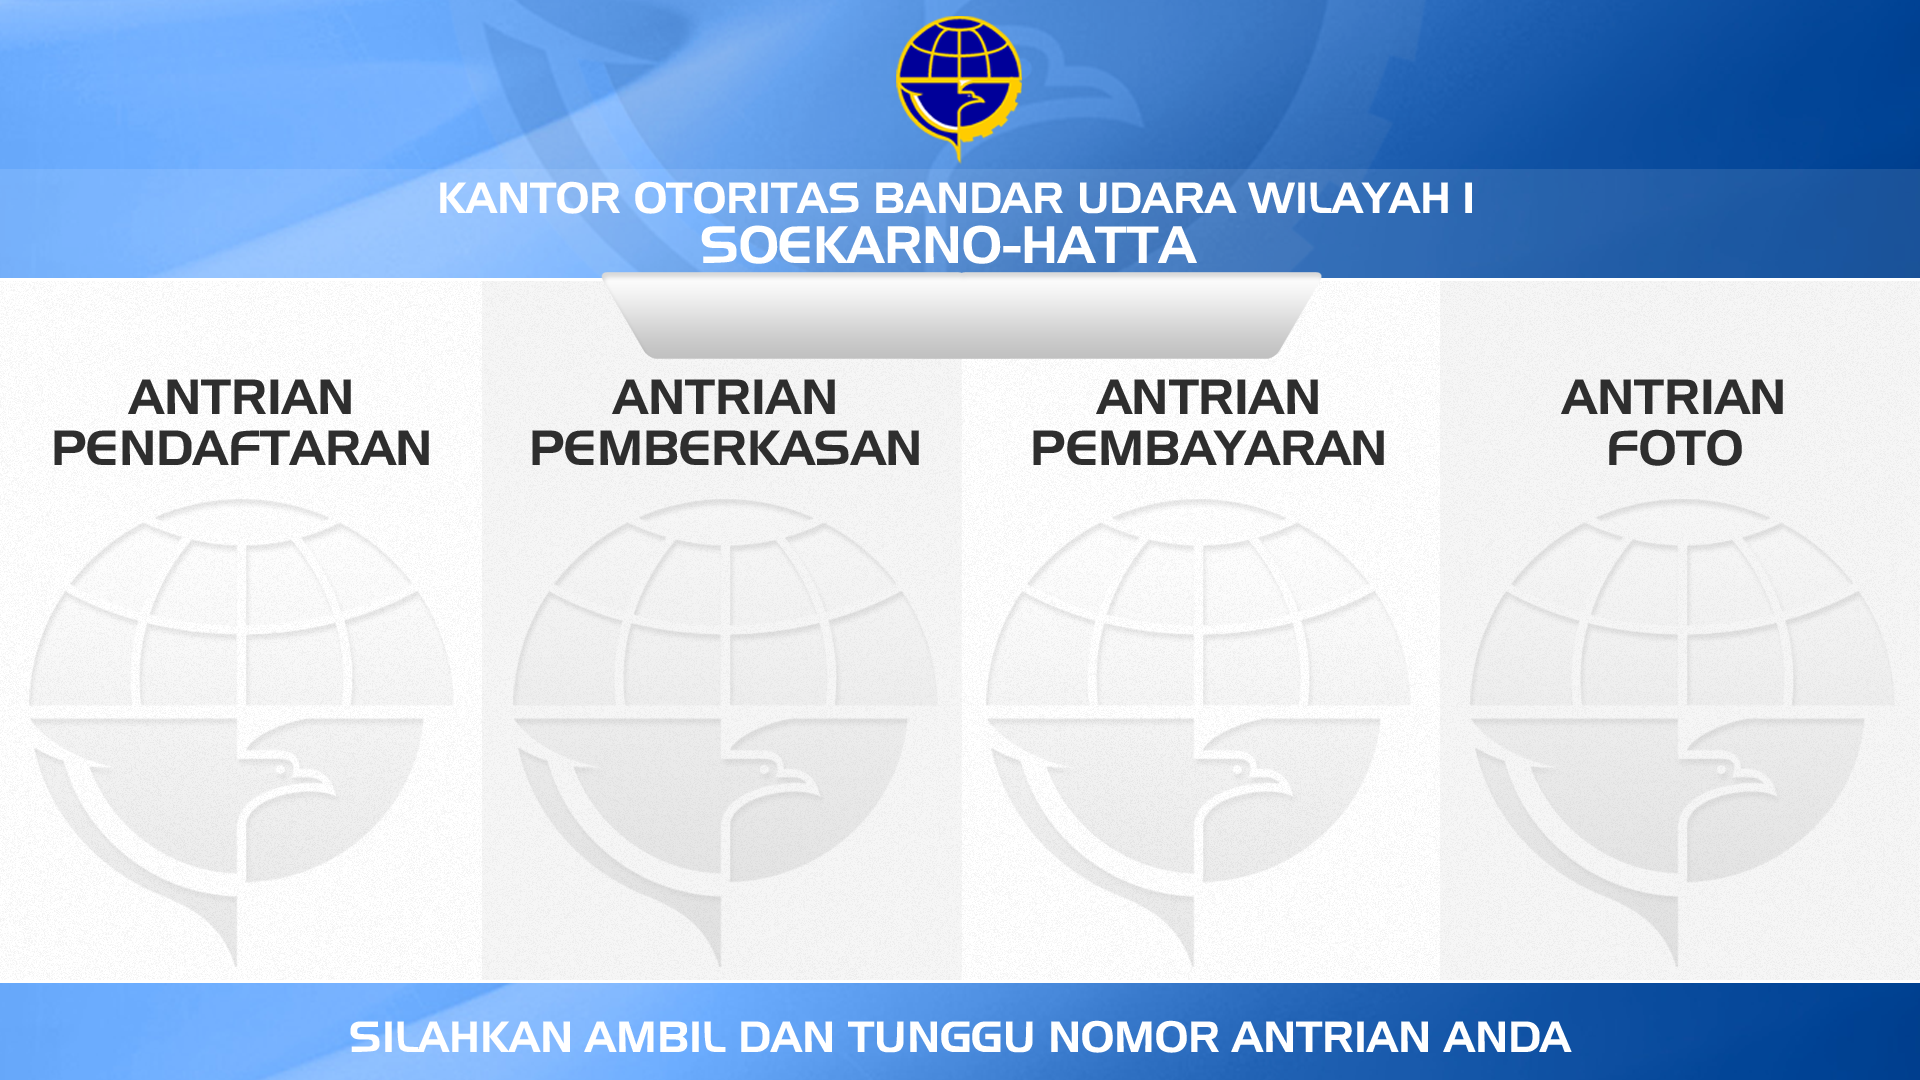 KANTOR OTORITAS BANDAR UDARA WILAYAH I
SOEKARNO-HATTA
ANTRIAN
PENDAFTARAN
ANTRIAN
PEMBERKASAN
ANTRIAN
PEMBAYARAN
ANTRIAN
FOTO
SILAHKAN AMBIL DAN TUNGGU NOMOR ANTRIAN ANDA